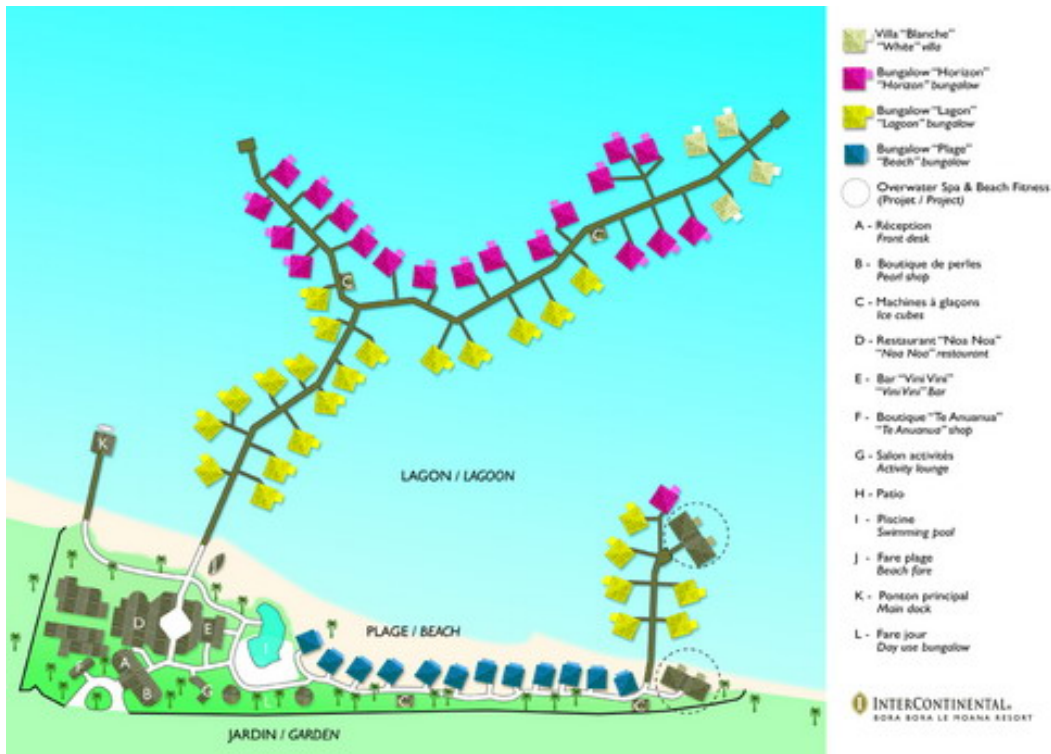 Villa "Blanche"
"White" villa
Bungalow "Horizon"
"Horizon" bungalow
Bungalow "Lagon"
"Lagoon" bungalow
Bungalow "Plage"
"Beach" bungalow
Overwater Spa & Beach Fitness
(Projet / Project)
A - Réception
Front desk
B - Boutique de perles
Pearl shop
C - Machines à glaçons
Ice cubes
D - Restaurant "Noa Noa"
"Noa Noa" restaurant
E - Bar "Vini Vini"
"Vini Vini" Bar
F - Boutique "Te Anuanua"
"Te Anuanua" shop
G - Salon activités
Activity lounge
H - Patio
I - Piscine
Swimming pool
J - Fare plage
Beach fare
K - Ponton principal
Main dock
L - Fare jour
Day use bungalow
INTERCONTINENTAL.
BORA BORA LE MOANA RESORT
C
C
K
LAGON / LAGOON
PLAGE / BEACH
D
E
I
A
B
F
G
L
C
C
JARDIN / GARDEN